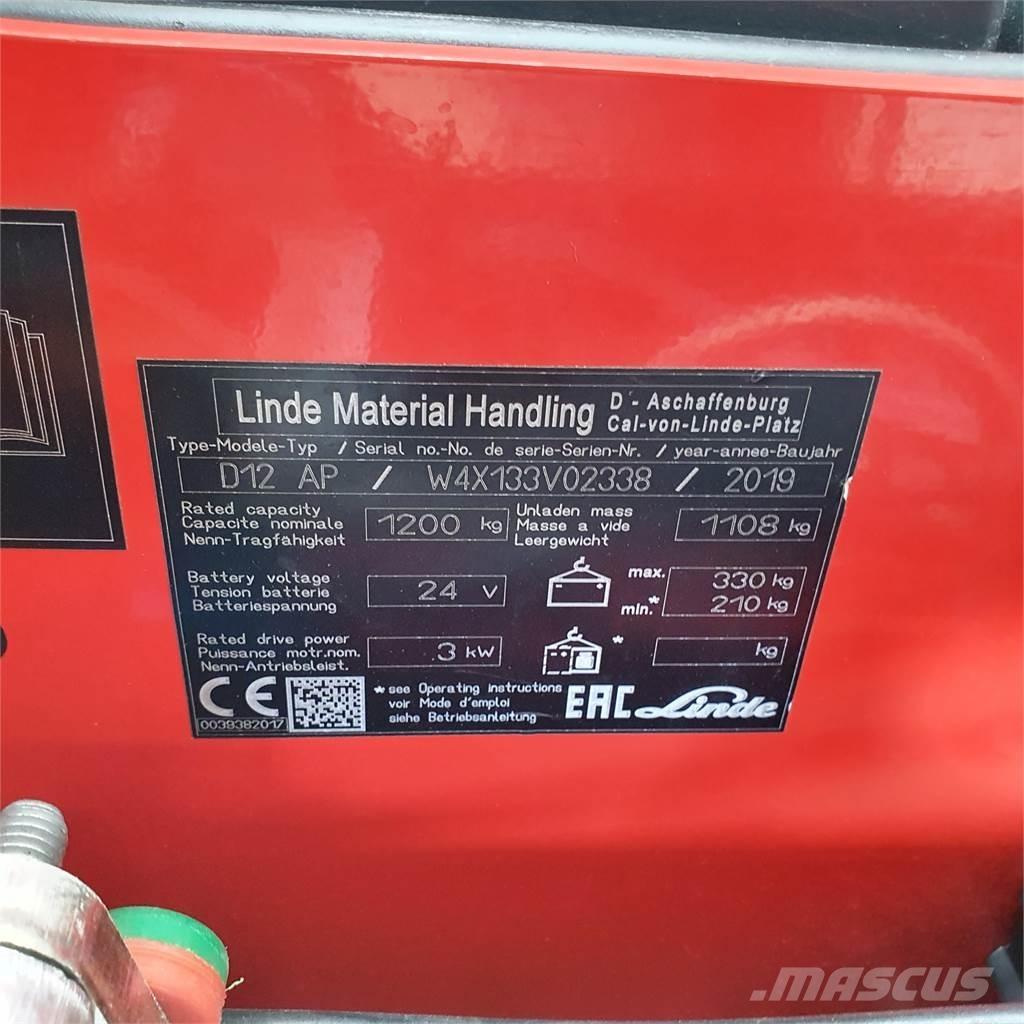 Linde Material Handling
D - Aschaffenburg
Cal-von-Linde-Platz
Type-Modele-Typ / Serial no.-No. de serie-Serien-Nr. / year-annee-Baujahr
D12 AP / W4X133V02338 / 2019
Rated capacity
Capacite nominale
Nenn-Tragfähigkeit
1200 kg
Unladen mass
Masse a vide
Leergewicht
1108 kg
Battery voltage
Tension batterie
Batteriespannung
24 V
max. 330 kg
min.* 210 kg
Rated drive power
Puissance motr.nom.
Nenn-Antriebsleist.
3 kW
* kg
CE
0039382017
*see Operating instructions
voir Mode d'emploi
siehe Betriebsanleitung
EAC
Linde
MASCUS